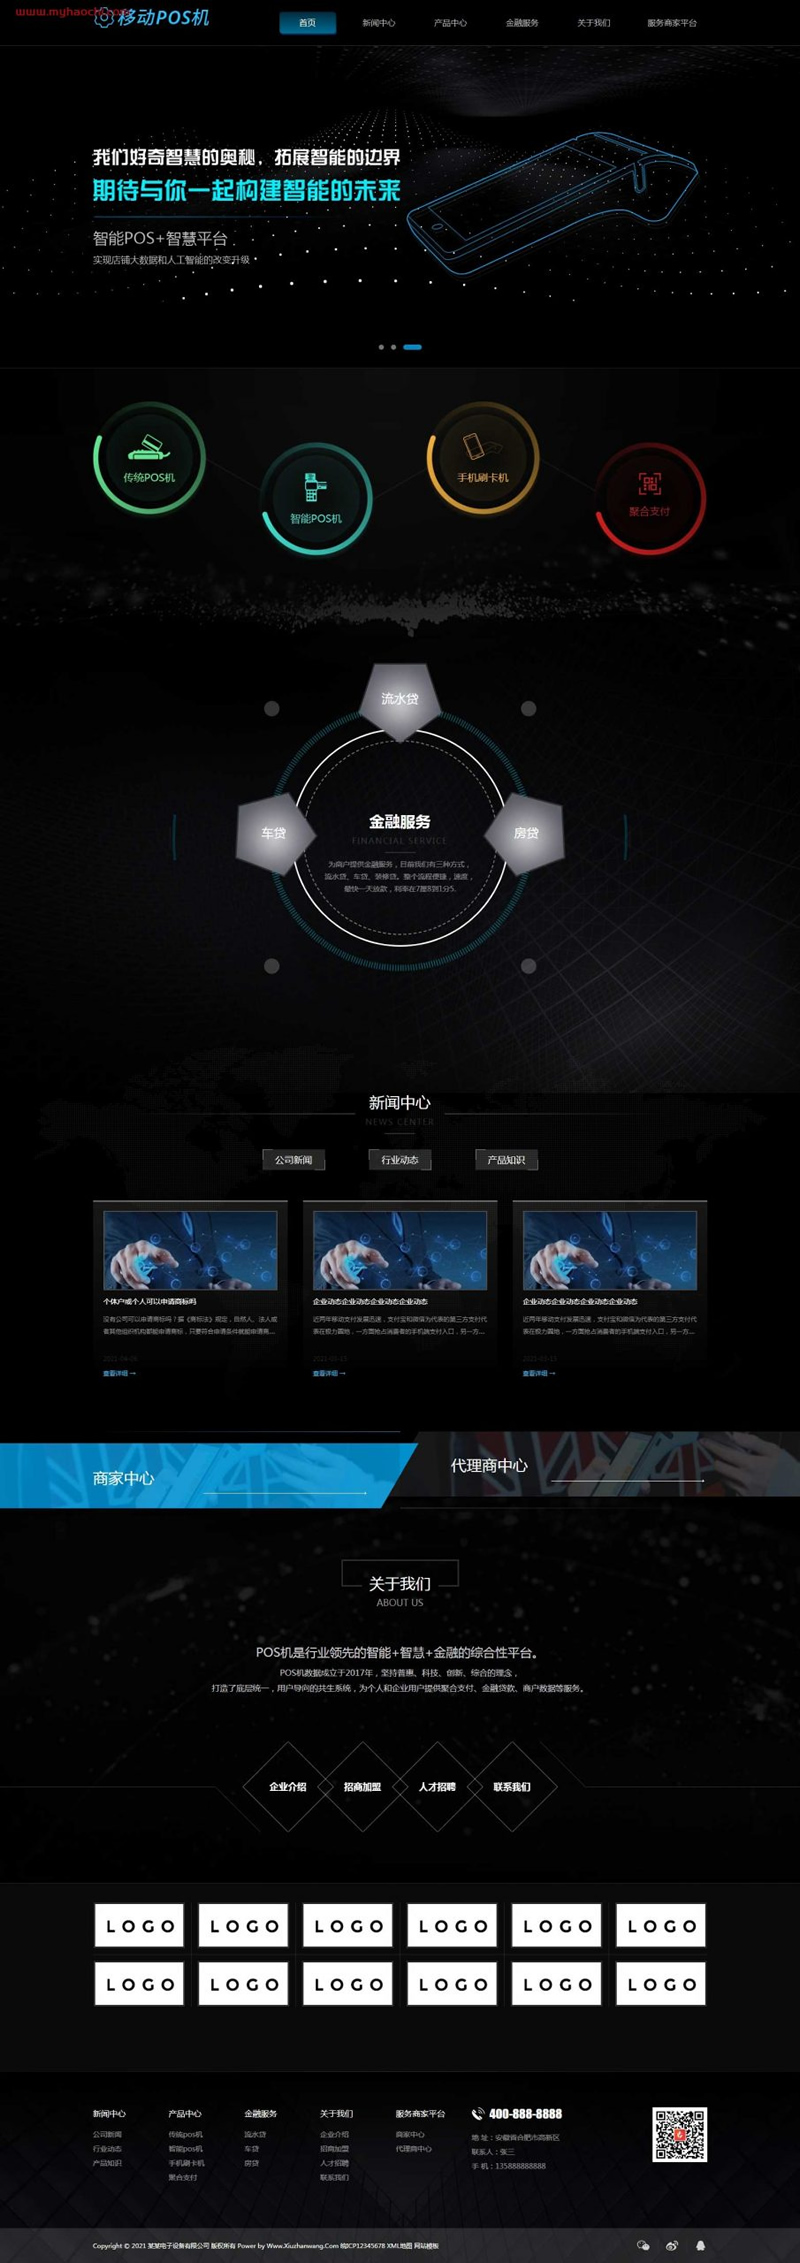 www.myhaoch
移动POS机
首页 新闻中心 产品中心 金融服务 关于我们 服务商家平台
我们好奇智慧的奥秘，拓展智能的边界
期待与你一起构建智能的未来
智能POS+智慧平台
实现店铺大数据和人工智能的改变升级
传统POS机
智能POS机
手机刷卡机
聚合支付
流水贷
车贷
房贷
金融服务
FINANCIAL SERVICE
为商户提供金融服务，目前我们有三种方式，
流水贷、车贷、装修贷。整个流程便捷，速度，
最快一天放款，利率在7厘8到1分5.
新闻中心
NEWS CENTER
公司新闻 行业动态 产品知识
个体户或个人可以申请商标吗
没有公司可以申请商标吗？据《商标法》规定，自然人、法人或
者其他组织机构都能申请商标，只要符合申请条件就能申请商...
2021-04-06
查看详细 →
企业动态企业动态企业动态企业动态
近两年移动支付发展迅速，支付宝和微信为代表的第三方支付代
表在极力圈地，一方面抢占消费者的手机端支付入口，另一方...
2021-03-15
查看详细 →
企业动态企业动态企业动态企业动态
近两年移动支付发展迅速，支付宝和微信为代表的第三方支付代
表在极力圈地，一方面抢占消费者的手机端支付入口，另一方...
2021-03-15
查看详细 →
商家中心
代理商中心
关于我们
ABOUT US
POS机是行业领先的智能+智慧+金融的综合性平台。
POS机数据成立于2017年，坚持普惠、科技、创新、综合的理念，
打造了底层统一，用户导向的共生系统，为个人和企业用户提供聚合支付、金融贷款、商户数据等服务。
企业介绍 招商加盟 人才招聘 联系我们
LOGO LOGO LOGO LOGO LOGO LOGO
LOGO LOGO LOGO LOGO LOGO LOGO
新闻中心
公司新闻
行业动态
产品知识
产品中心
传统pos机
智能pos机
手机刷卡机
聚合支付
金融服务
流水贷
车贷
房贷
关于我们
企业介绍
招商加盟
人才招聘
联系我们
服务商家平台
商家中心
代理商中心
400-888-8888
地 址：安徽省合肥市高新区
联系人：张三
手 机：135888888888
Copyright © 2021 某某电子设备有限公司 版权所有 Power by Www.Xiuzhanwang.Com 皖ICP12345678 XML地图 网站模板